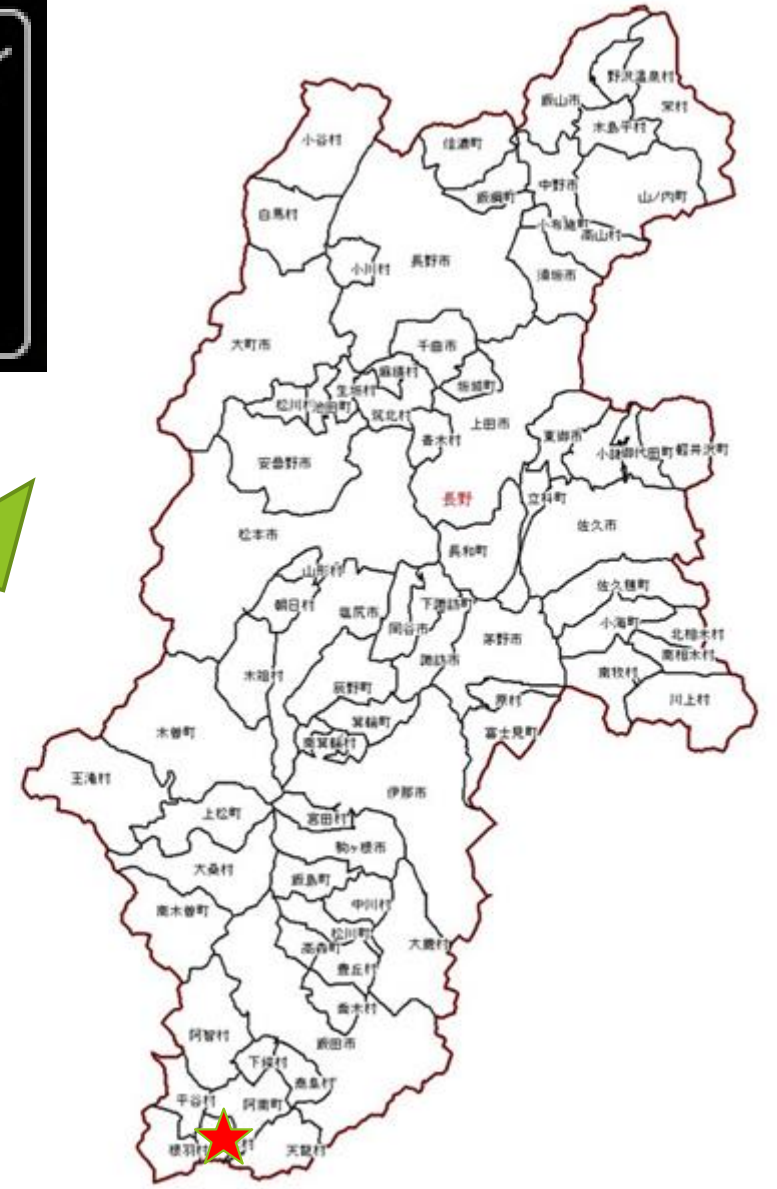 野沢温泉村
飯山市
栄村
木島平村
小谷村
信濃町
中野市
飯綱町
山ノ内町
白馬村
小布施町
高山村
長野市
小川村
須坂市
大町市
千曲市
麻績村
坂城町
生坂村
松川村
池田町
筑北村
上田市
青木村
東御市
御代田町
軽井沢町
安曇野市
長野
立科町
佐久市
松本市
長和町
山形村
佐久穂町
朝日村
塩尻市
下諏訪町
岡谷市
小海町
北相木村
茅野市
南相木村
諏訪市
木祖村
南牧村
辰野町
原村
川上村
箕輪町
木曽町
南箕輪村
富士見町
王滝村
伊那市
上松町
宮田村
駒ヶ根市
大桑村
飯島町
中川村
南木曽町
松川町
大鹿村
高森町
豊丘村
喬木村
阿智村
飯田市
下條村
泰阜村
平谷村
阿南町
村
根羽村
天龍村